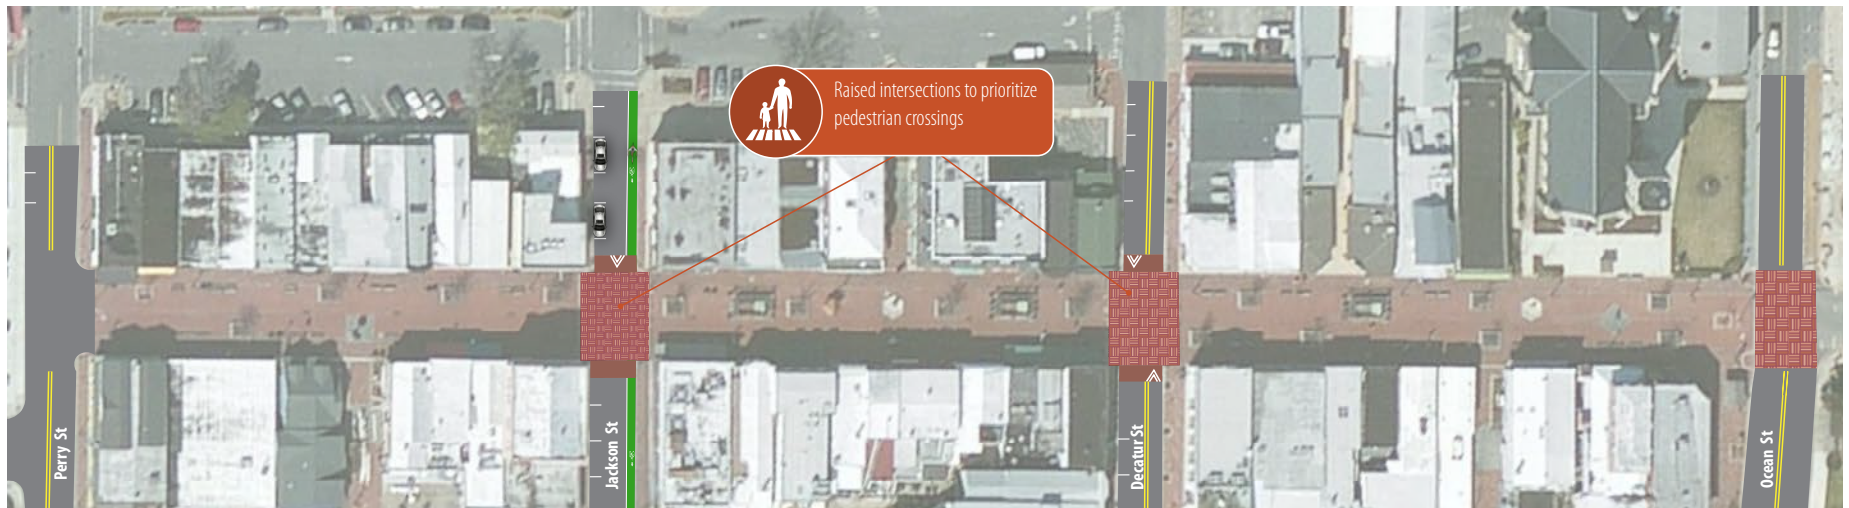 Raised intersections to prioritize
pedestrian crossings
Perry St
Jackson St
Decatur St
Ocean St